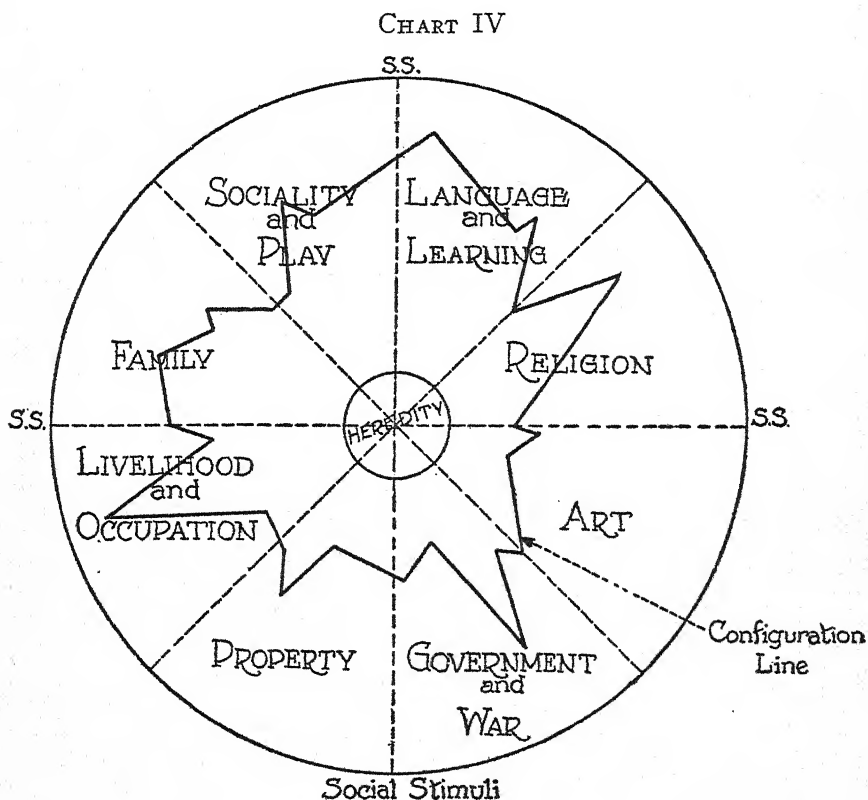 CHART IV
S.S.
SOCIALITY
and
PLAY
LANGUAGE
and
LEARNING
FAMILY
RELIGION
S.S.
HEREDITY
S.S.
LIVELIHOOD
and
OCCUPATION
ART
PROPERTY
GOVERNMENT
and
WAR
Configuration
Line
Social Stimuli